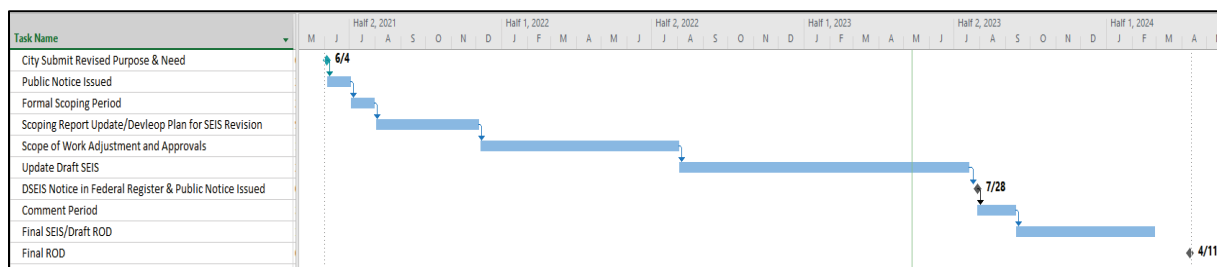 Half 2, 2021 Half 1, 2022 Half 2, 2022 Half 1, 2023 Half 2, 2023 Half 1, 2024
Task Name M J J A S O N D J F M A M J J A S O N D J F M A M J J A S O N D J F M A
City Submit Revised Purpose & Need 6/4
Public Notice Issued
Formal Scoping Period
Scoping Report Update/Devleop Plan for SEIS Revision
Scope of Work Adjustment and Approvals
Update Draft SEIS
DSEIS Notice in Federal Register & Public Notice Issued 7/28
Comment Period
Final SEIS/Draft ROD
Final ROD 4/11